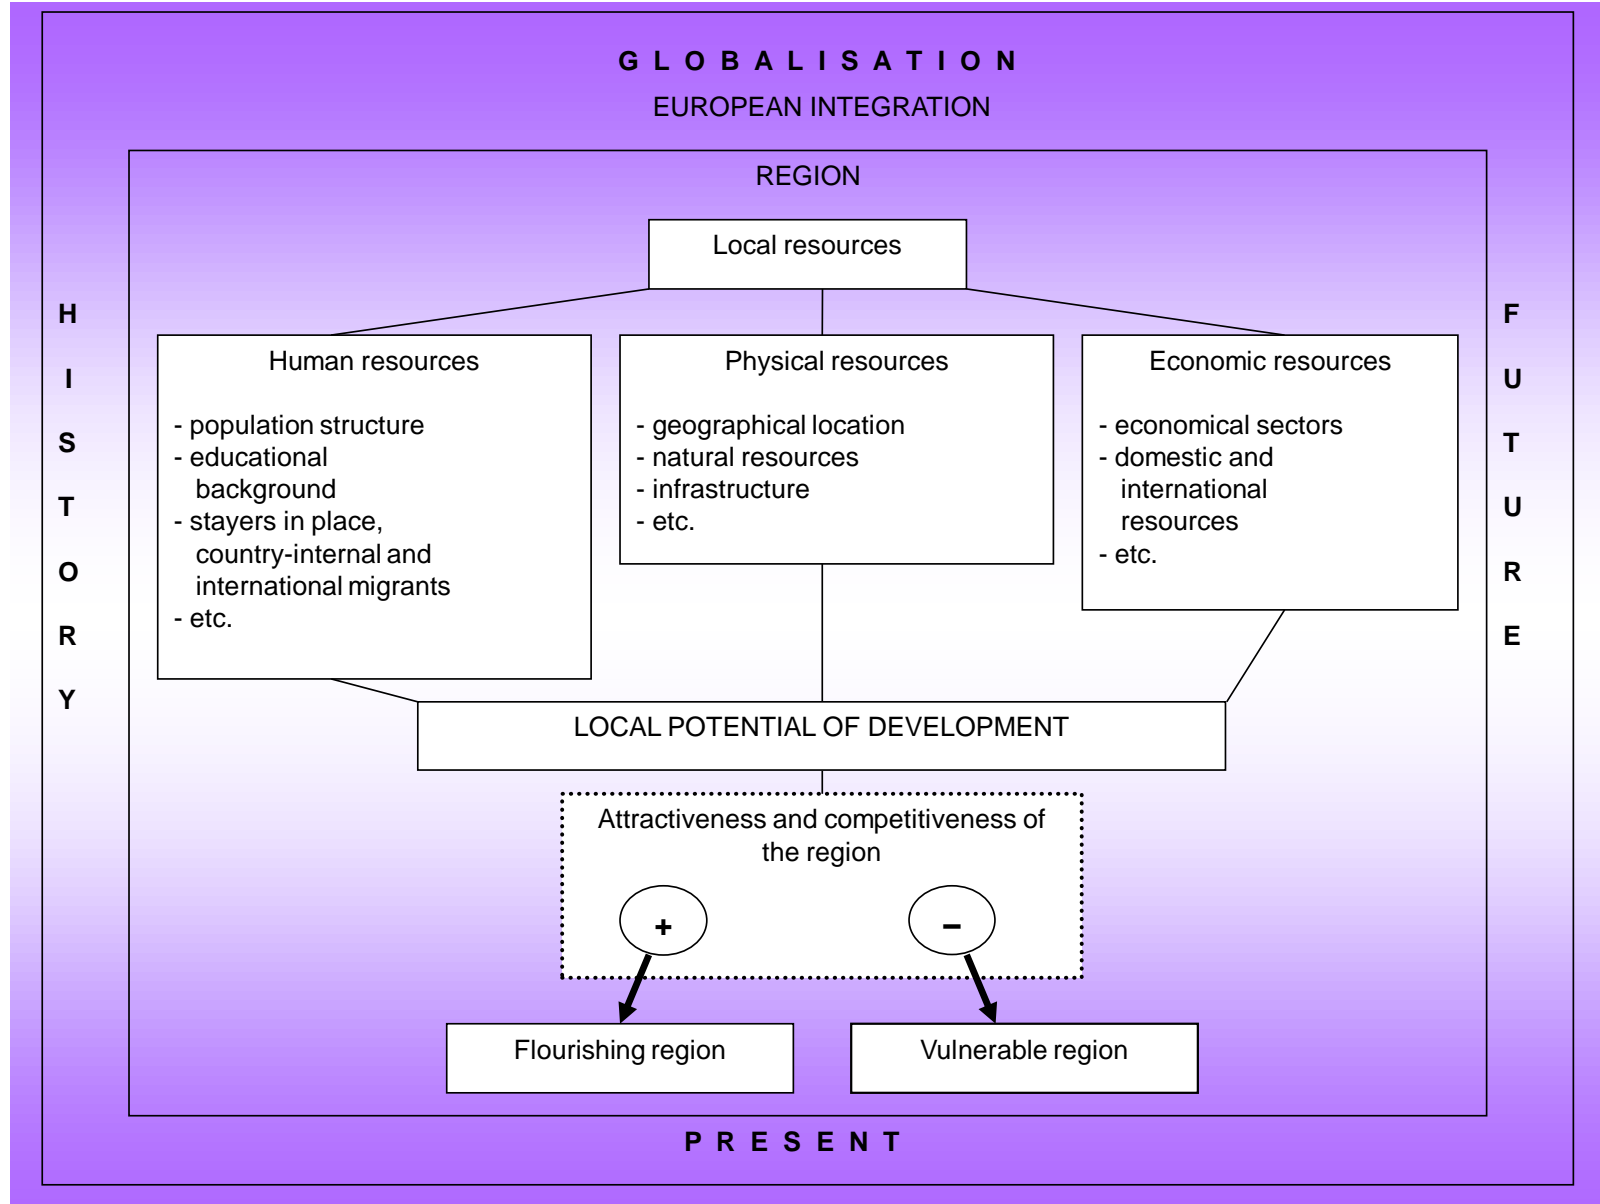 G L O B A L I S A T I O N
EUROPEAN INTEGRATION
REGION
Local resources
H I S T O R Y
F U T U R E
Human resources
- population structure
- educational
background
- stayers in place,
country-internal and
international migrants
- etc.
Physical resources
- geographical location
- natural resources
- infrastructure
- etc.
Economic resources
- economical sectors
- domestic and
international
resources
- etc.
LOCAL POTENTIAL OF DEVELOPMENT
Attractiveness and competitiveness of
the region
+
−
Flourishing region
Vulnerable region
P R E S E N T